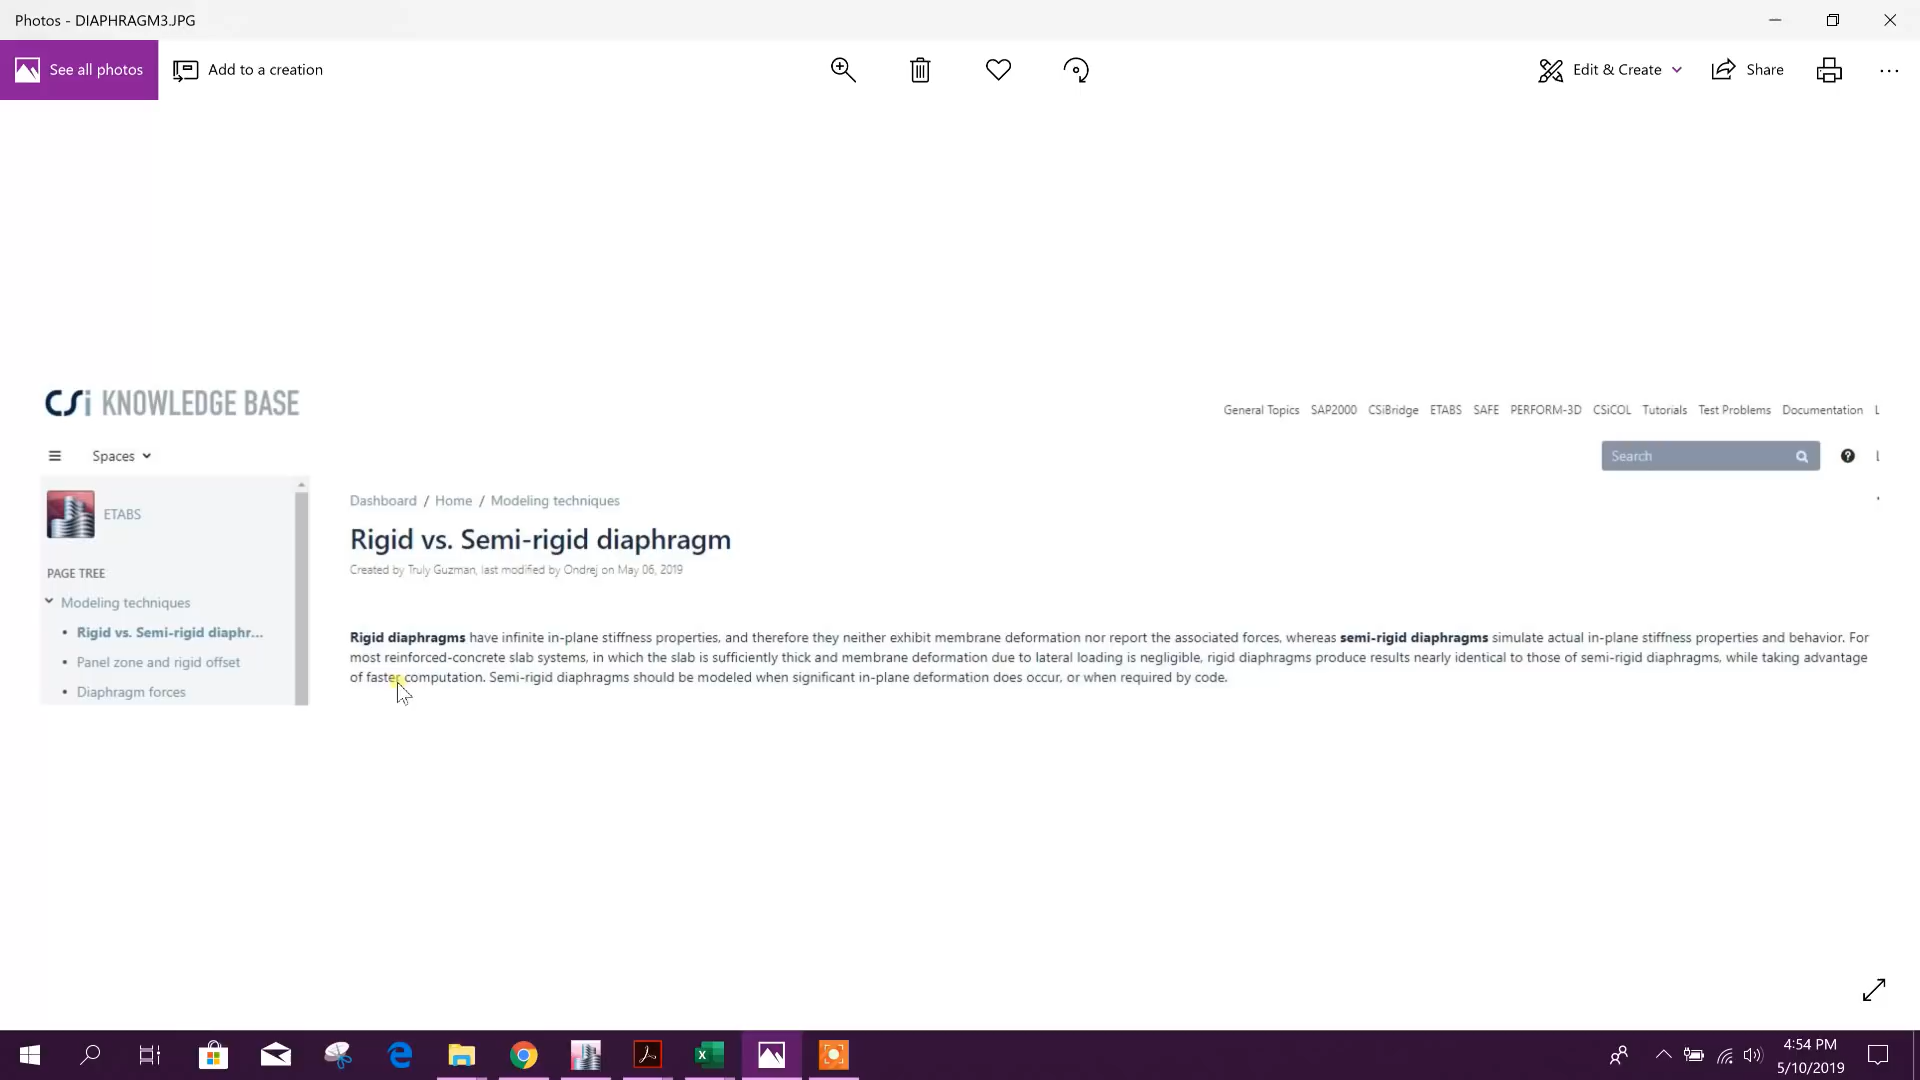 Photos - DIAPHRAGM3.JPG
See all photos
Add to a creation
Edit & Create
Share
CSi KNOWLEDGE BASE
General Topics SAP2000 CSiBridge ETABS SAFE PERFORM-3D CSiCOL Tutorials Test Problems Documentation
Spaces
Search
ETABS
Dashboard / Home / Modeling techniques
Rigid vs. Semi-rigid diaphragm
Created by Truly Guzman, last modified by Ondrej on May 06, 2019
PAGE TREE
Modeling techniques
Rigid vs. Semi-rigid diaphr...
Panel zone and rigid offset
Diaphragm forces
Rigid diaphragms have infinite in-plane stiffness properties, and therefore they neither exhibit membrane deformation nor report the associated forces, whereas semi-rigid diaphragms simulate actual in-plane stiffness properties and behavior. For
most reinforced-concrete slab systems, in which the slab is sufficiently thick and membrane deformation due to lateral loading is negligible, rigid diaphragms produce results nearly identical to those of semi-rigid diaphragms, while taking advantage
of faster computation. Semi-rigid diaphragms should be modeled when significant in-plane deformation does occur, or when required by code.
4:54 PM
5/10/2019